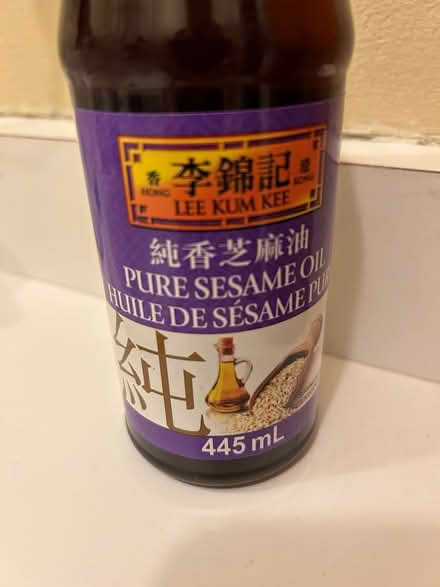 香 李錦記 港
HONG LEE KUM KEE KONG
純香芝麻油
PURE SESAME OIL
HUILE DE SÉSAME PUR
純
445 mL